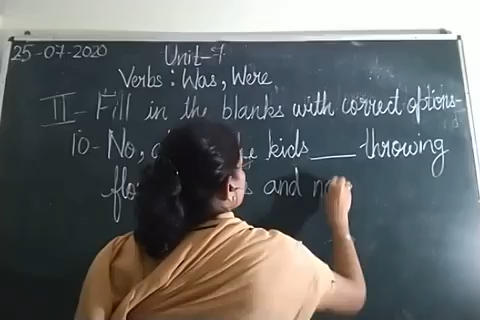 25-07-2020
Unit-7
Verbs : Was, Were
II- Fill in the blanks with correct options-
10- No, kids ___ throwing
and